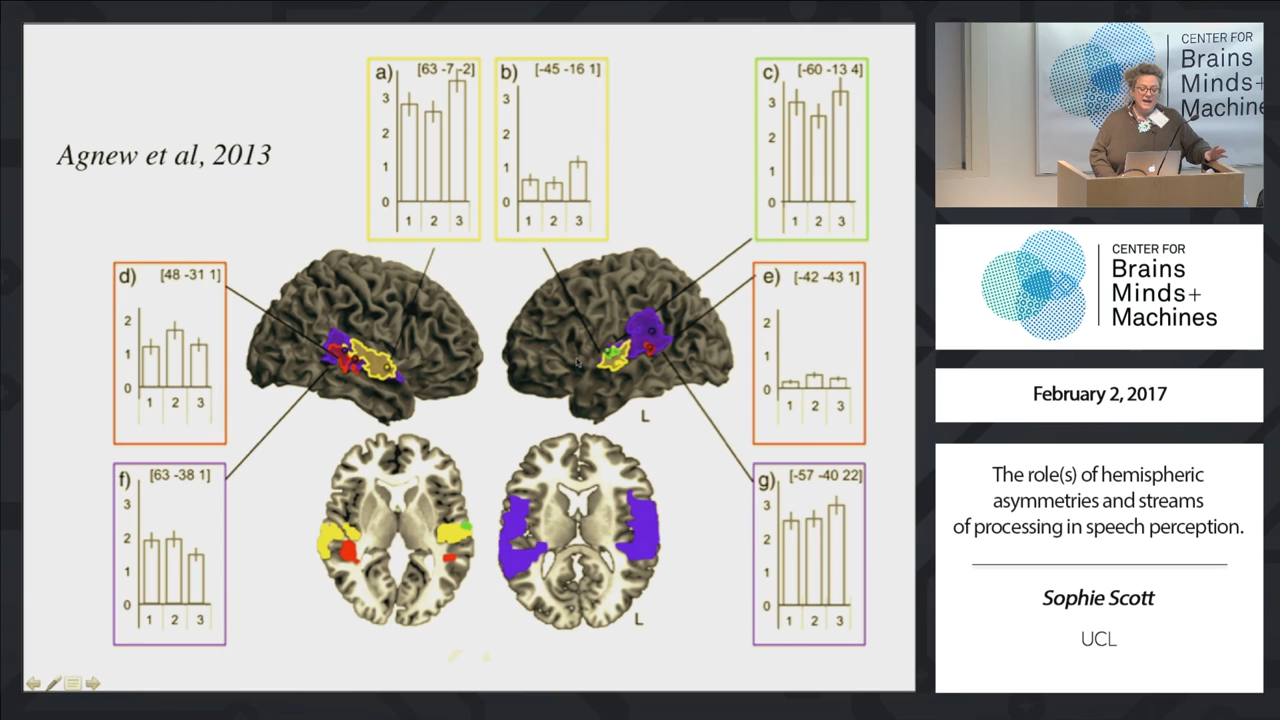 Agnew et al, 2013
a) [63 -7 -2]
3
2
1
0
1 2 3
b) [-45 -16 1]
3
2
1
0
1 2 3
c) [-60 -13 4]
3
2
1
0
1 2 3
d) [48 -31 1]
2
1
0
1 2 3
e) [-42 -43 1]
2
1
0
1 2 3
f) [63 -38 1]
3
2
1
0
1 2 3
g) [-57 -40 22]
3
2
1
0
1 2 3
L
L
CENTER FOR
Brains
Minds+
Machine
CENTER FOR
Brains
Minds+
Machines
February 2, 2017
The role(s) of hemispheric
asymmetries and streams
of processing in speech perception.
Sophie Scott
UCL